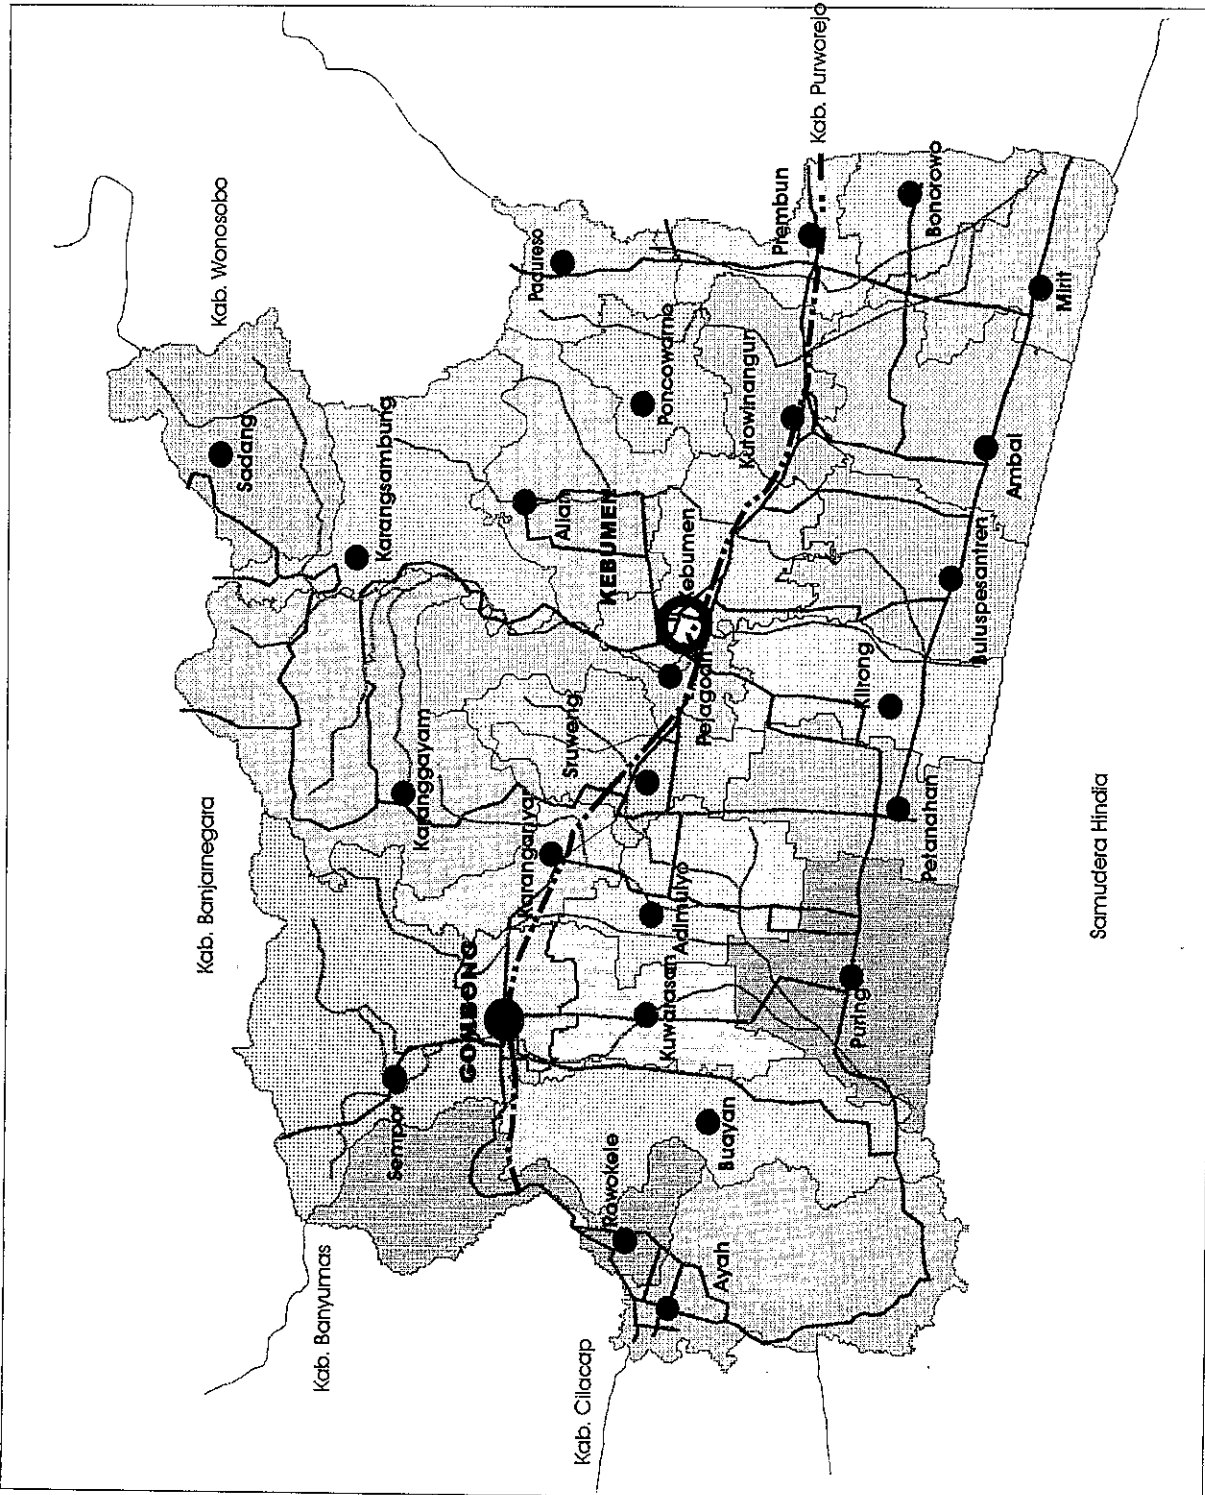 Kab. Wonosobo
Kab. Banjarnegara
Kab. Banyumas
Kab. Cilacap
Kab. Purworejo
Samudera Hindia
Sadang
Karangsambung
Karanggayam
Sempor
GOMBONG
Karanganyar
Sruweng
Alian
KEBUMEN
Kebumen
Pejagoan
Padureso
Poncowarno
Kutowinangun
Prembun
Bonorowo
Mirit
Ambal
Buluspesantren
Klirong
Petanahan
Adimulyo
Kuwarasan
Puring
Buayan
Rowokele
Ayah